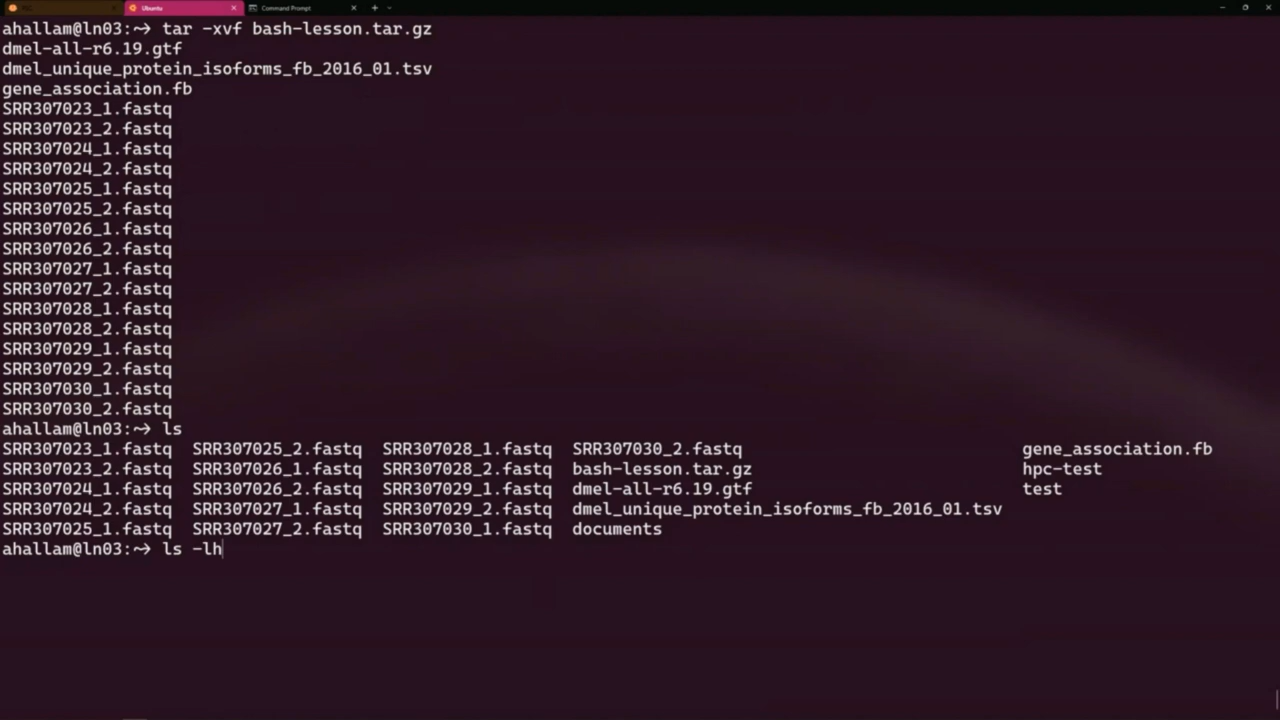 Ubuntu
Command Prompt
ahallam@ln03:~> tar -xvf bash-lesson.tar.gz
dmel-all-r6.19.gtf
dmel_unique_protein_isoforms_fb_2016_01.tsv
gene_association.fb
SRR307023_1.fastq
SRR307023_2.fastq
SRR307024_1.fastq
SRR307024_2.fastq
SRR307025_1.fastq
SRR307025_2.fastq
SRR307026_1.fastq
SRR307026_2.fastq
SRR307027_1.fastq
SRR307027_2.fastq
SRR307028_1.fastq
SRR307028_2.fastq
SRR307029_1.fastq
SRR307029_2.fastq
SRR307030_1.fastq
SRR307030_2.fastq
ahallam@ln03:~> ls
SRR307023_1.fastq  SRR307025_2.fastq  SRR307028_1.fastq  SRR307030_2.fastq                            gene_association.fb
SRR307023_2.fastq  SRR307026_1.fastq  SRR307028_2.fastq  bash-lesson.tar.gz                           hpc-test
SRR307024_1.fastq  SRR307026_2.fastq  SRR307029_1.fastq  dmel-all-r6.19.gtf                           test
SRR307024_2.fastq  SRR307027_1.fastq  SRR307029_2.fastq  dmel_unique_protein_isoforms_fb_2016_01.tsv
SRR307025_1.fastq  SRR307027_2.fastq  SRR307030_1.fastq  documents
ahallam@ln03:~> ls -lh